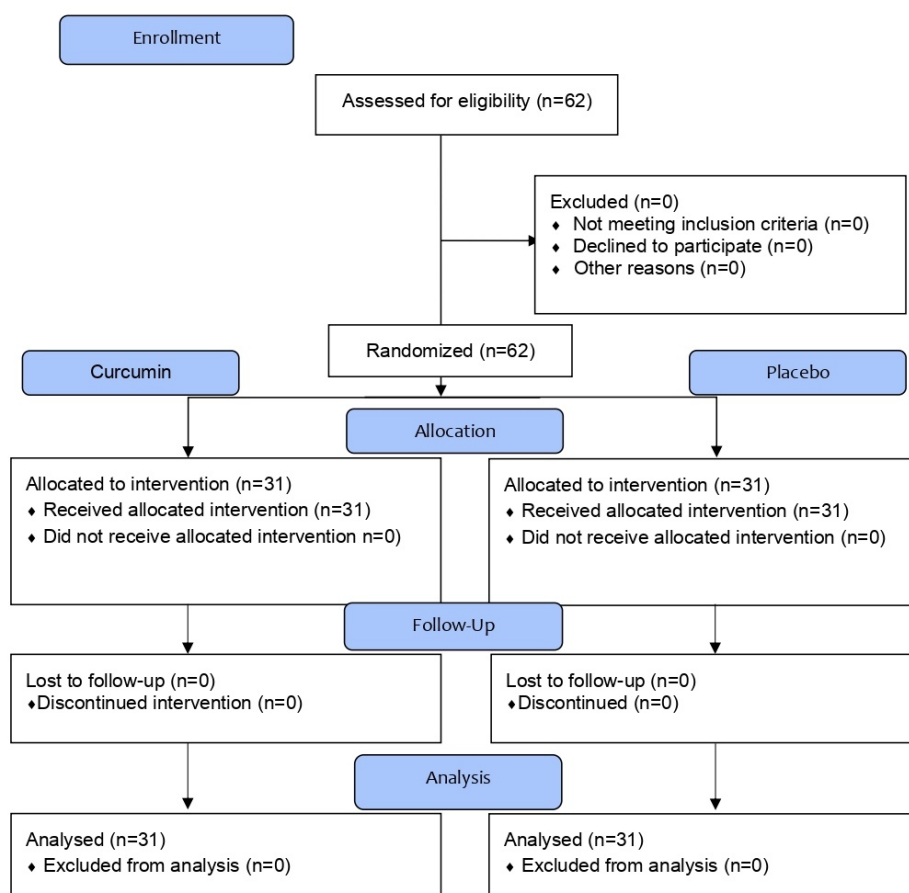 Enrollment
Assessed for eligibility (n=62)
Excluded (n=0)
♦ Not meeting inclusion criteria (n=0)
♦ Declined to participate (n=0)
♦ Other reasons (n=0)
Randomized (n=62)
Curcumin
Placebo
Allocation
Allocated to intervention (n=31)
♦ Received allocated intervention (n=31)
♦ Did not receive allocated intervention n=0)
Allocated to intervention (n=31)
♦ Received allocated intervention (n=31)
♦ Did not receive allocated intervention (n=0)
Follow-Up
Lost to follow-up (n=0)
♦Discontinued intervention (n=0)
Lost to follow-up (n=0)
♦Discontinued (n=0)
Analysis
Analysed (n=31)
♦ Excluded from analysis (n=0)
Analysed (n=31)
♦ Excluded from analysis (n=0)